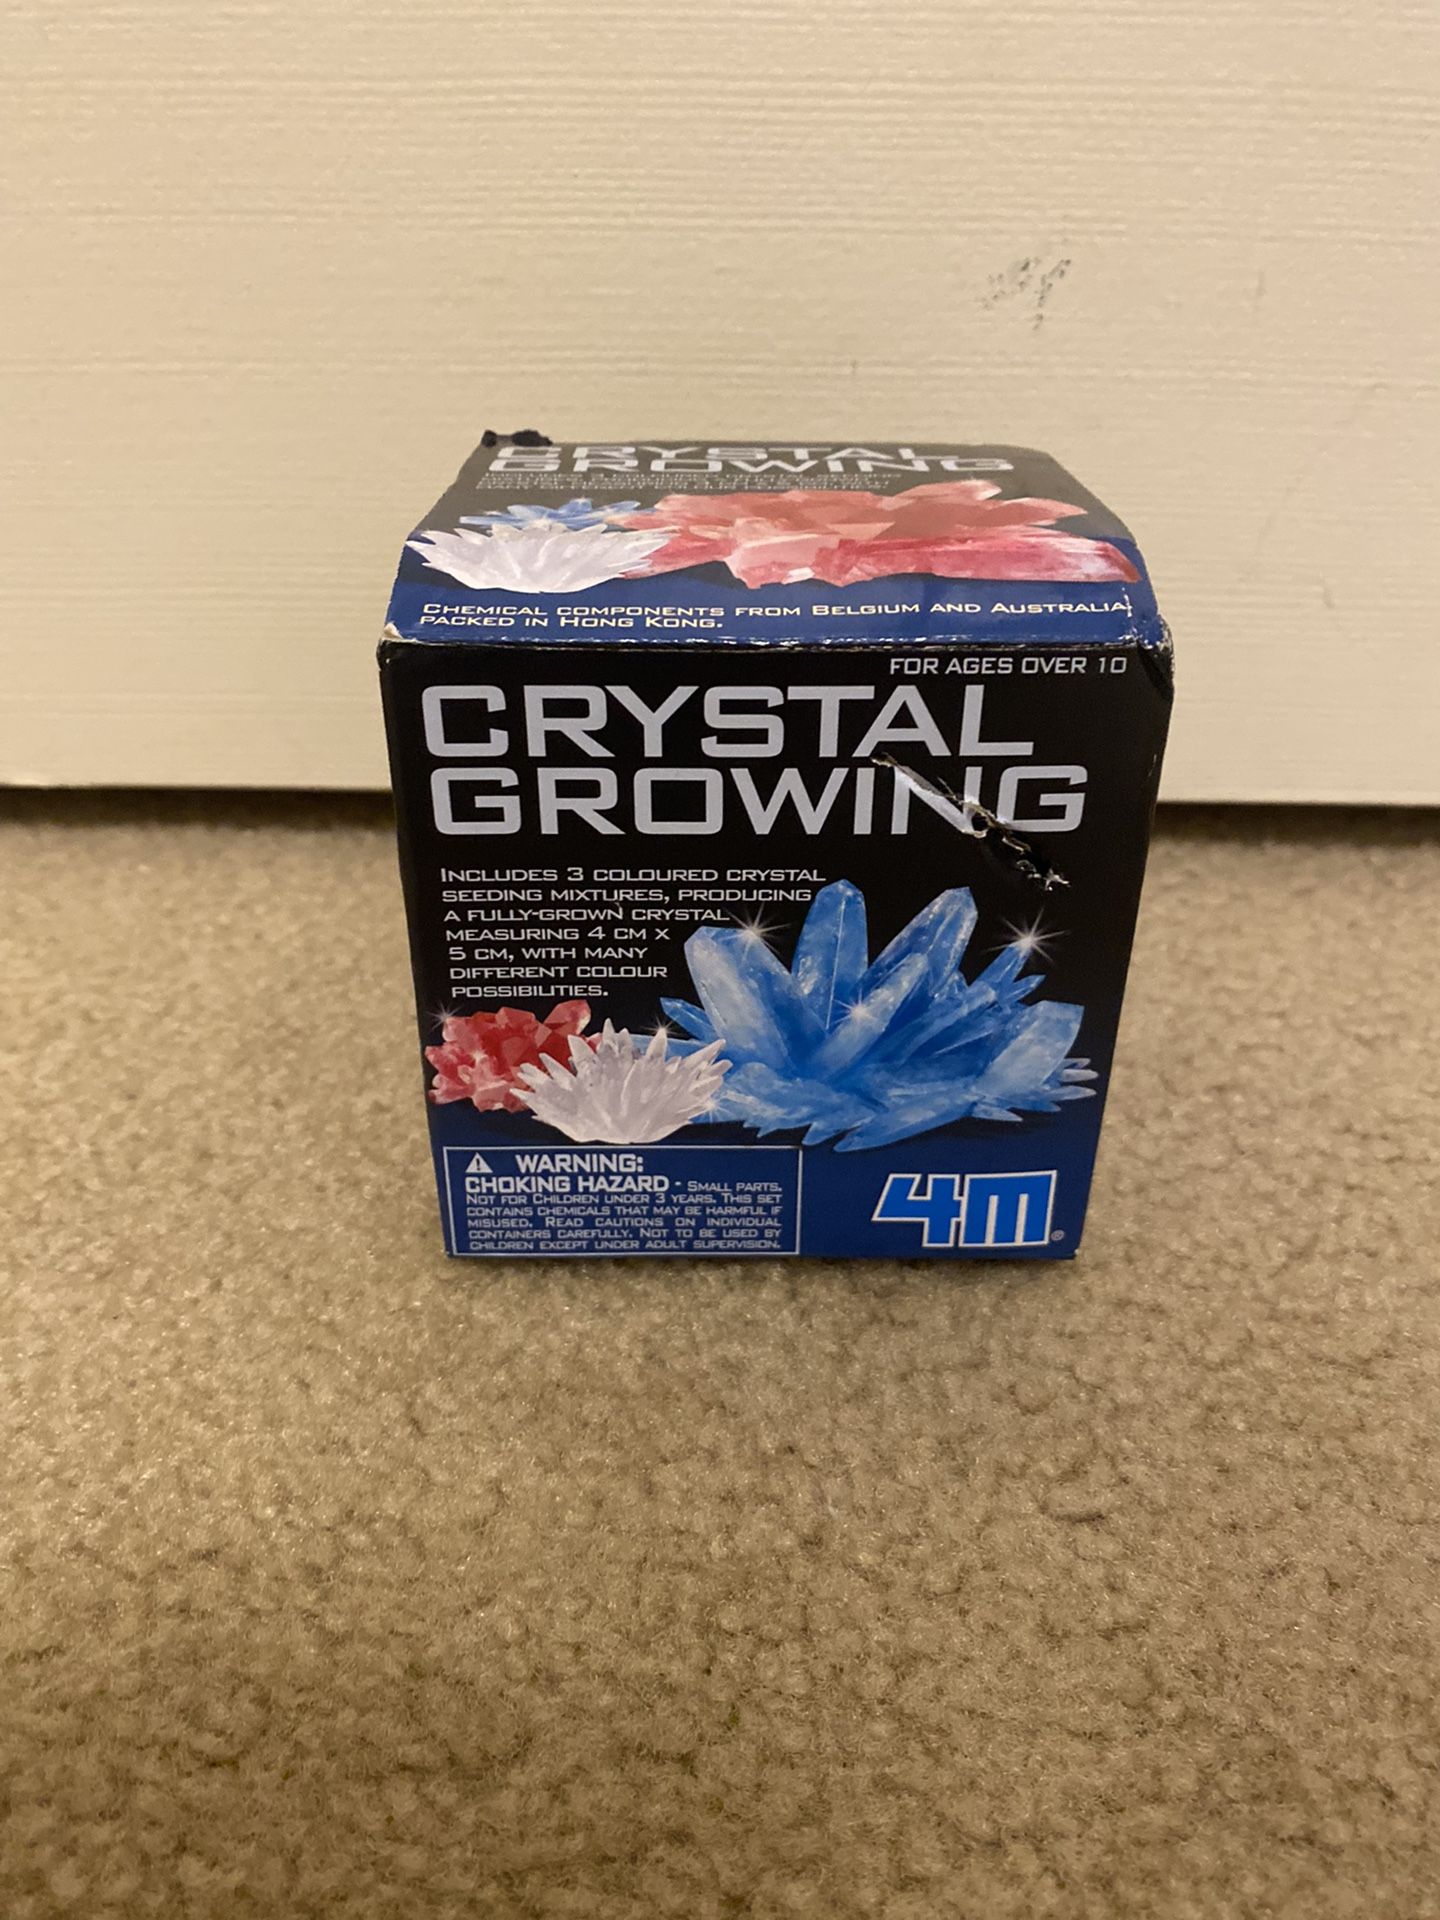 CRYSTAL
GROWING
CHEMICAL COMPONENTS FROM BELGIUM AND AUSTRALIA,
PACKED IN HONG KONG.
FOR AGES OVER 10
CRYSTAL
GROWING
INCLUDES 3 COLOURED CRYSTAL
SEEDING MIXTURES, PRODUCING
A FULLY-GROWN CRYSTAL
MEASURING 4 CM X
5 CM, WITH MANY
DIFFERENT COLOUR
POSSIBILITIES.
WARNING:
CHOKING HAZARD - SMALL PARTS.
NOT FOR CHILDREN UNDER 3 YEARS. THIS SET
CONTAINS CHEMICALS THAT MAY BE HARMFUL IF
MISUSED. READ CAUTIONS ON INDIVIDUAL
CONTAINERS CAREFULLY. NOT TO BE USED BY
CHILDREN EXCEPT UNDER ADULT SUPERVISION.
4M®